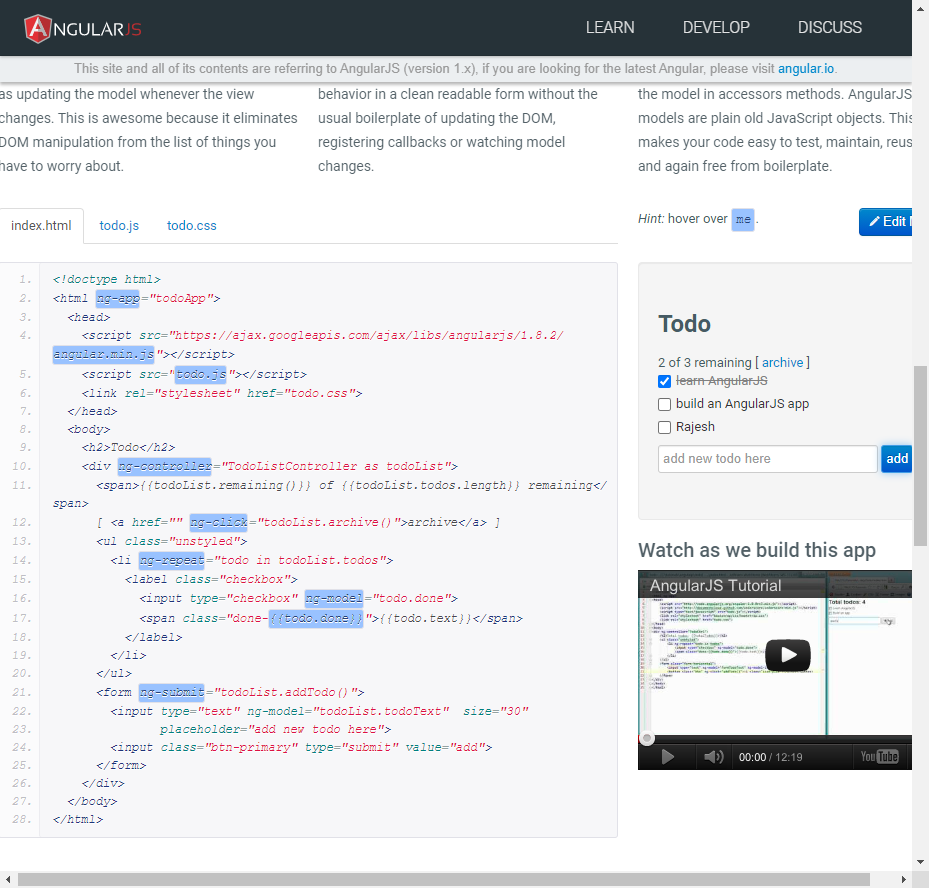 ANGULARJS
LEARN
DEVELOP
DISCUSS
This site and all of its contents are referring to AngularJS (version 1.x), if you are looking for the latest Angular, please visit angular.io.
as updating the model whenever the view
changes. This is awesome because it eliminates
DOM manipulation from the list of things you
have to worry about.
behavior in a clean readable form without the
usual boilerplate of updating the DOM,
registering callbacks or watching model
changes.
the model in accessors methods. AngularJS
models are plain old JavaScript objects. This
makes your code easy to test, maintain, reus
and again free from boilerplate.
index.html
todo.js
todo.css
1. <!doctype html>
2. <html ng-app="todoApp">
3. <head>
4. <script src="https://ajax.googleapis.com/ajax/libs/angularjs/1.8.2/
angular.min.js"></script>
5. <script src="todo.js"></script>
6. <link rel="stylesheet" href="todo.css">
7. </head>
8. <body>
9. <h2>Todo</h2>
10. <div ng-controller="TodoListController as todoList">
11. <span>{{todoList.remaining()}} of {{todoList.todos.length}} remaining</
span>
12. [ <a href="" ng-click="todoList.archive()">archive</a> ]
13. <ul class="unstyled">
14. <li ng-repeat="todo in todoList.todos">
15. <label class="checkbox">
16. <input type="checkbox" ng-model="todo.done">
17. <span class="done-{{todo.done}}">{{todo.text}}</span>
18. </label>
19. </li>
20. </ul>
21. <form ng-submit="todoList.addTodo()">
22. <input type="text" ng-model="todoList.todoText" size="30"
23. placeholder="add new todo here">
24. <input class="btn-primary" type="submit" value="add">
25. </form>
26. </div>
27. </body>
28. </html>
Hint: hover over me .
Edit
Todo
2 of 3 remaining [ archive ]
learn AngularJS
build an AngularJS app
Rajesh
add new todo here
add
Watch as we build this app
AngularJS Tutorial
Total todos: 4
00:00 / 12:19
YouTube